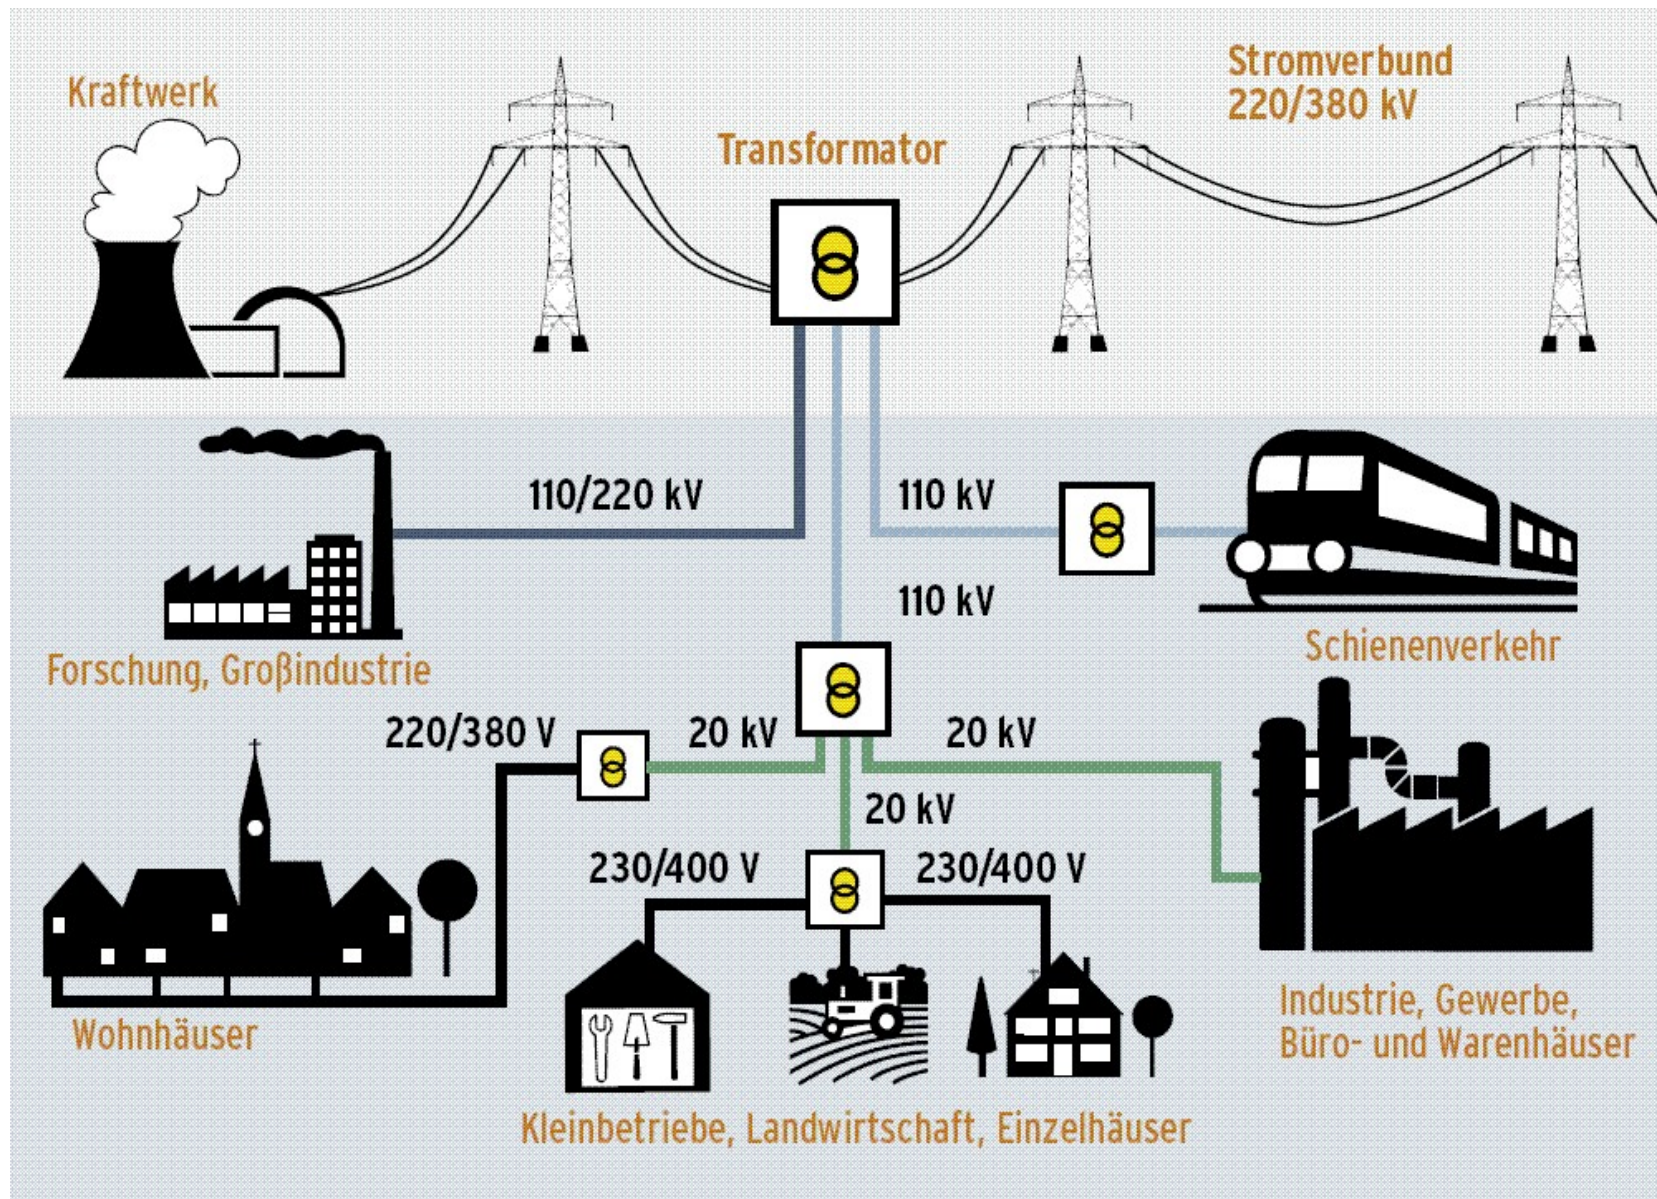 Kraftwerk
Transformator
Stromverbund
220/380 kV
110/220 kV
110 kV
110 kV
Forschung, Großindustrie
Schienenverkehr
220/380 V
20 kV
20 kV
20 kV
230/400 V
230/400 V
Wohnhäuser
Industrie, Gewerbe,
Büro- und Warenhäuser
Kleinbetriebe, Landwirtschaft, Einzelhäuser